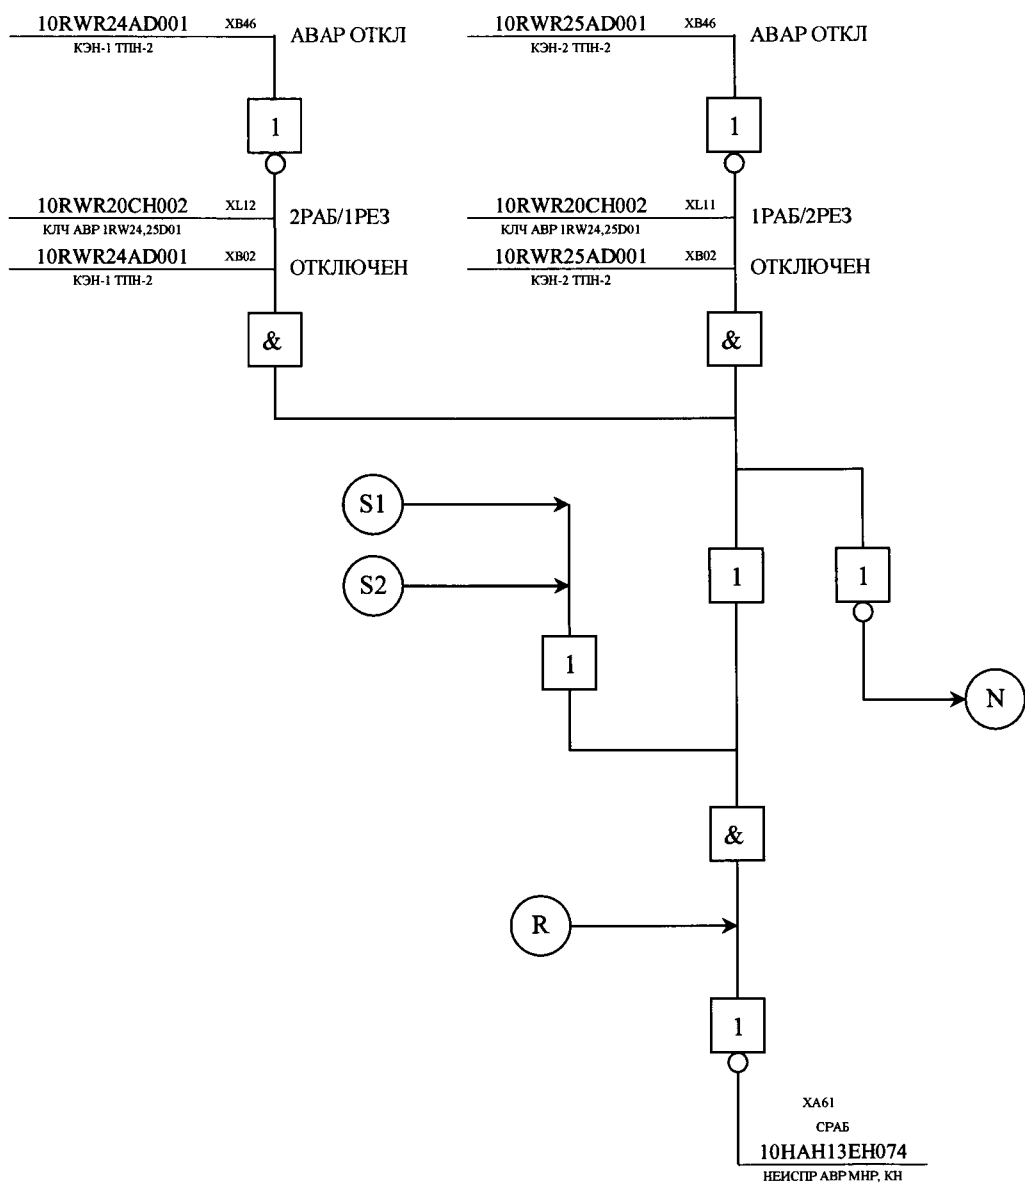 10RWR24AD001 XB46 АВАР ОТКЛ
КЭН-1 ТПН-2
10RWR25AD001 XB46 АВАР ОТКЛ
КЭН-2 ТПН-2
1
1
10RWR20CH002 XL12 2РАБ/1РЕЗ
КЛЧ АВР 1RW24,25D01
10RWR20CH002 XL11 1РАБ/2РЕЗ
КЛЧ АВР 1RW24,25D01
10RWR24AD001 XB02 ОТКЛЮЧЕН
КЭН-1 ТПН-2
10RWR25AD001 XB02 ОТКЛЮЧЕН
КЭН-2 ТПН-2
&
&
S1
S2
1
1
1
N
&
R
1
XA61
СРАБ
10HAH13EH074
НЕИСПР АВР МНР, КН